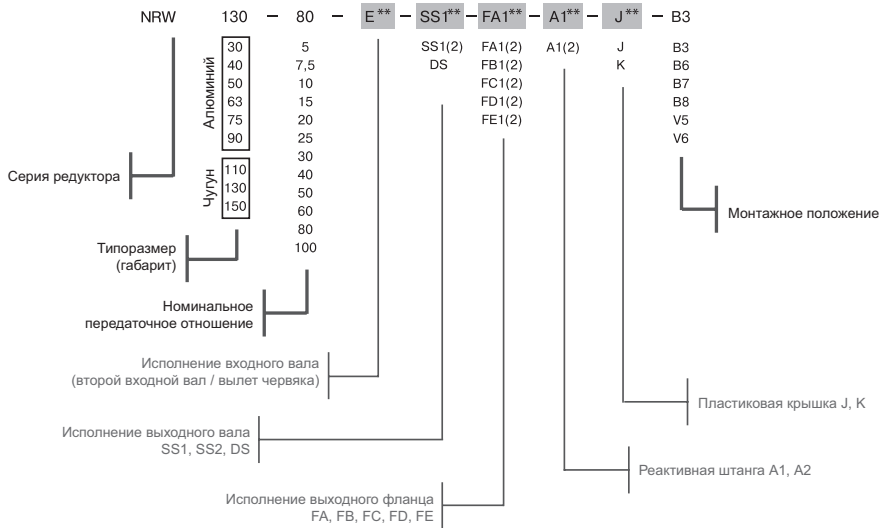 NRW 130 – 80 – E** – SS1** – FA1** – A1** – J** – B3
30 5 SS1(2) FA1(2) A1(2) J B3
40 7,5 DS FB1(2) K B6
50 10 FC1(2) B7
63 15 FD1(2) B8
75 20 FE1(2) V5
90 25 V6
Алюминий
30
110 40
130 50
150 60
Чугун
80
100
Серия редуктора
Монтажное положение
Типоразмер
(габарит)
Номинальное
передаточное отношение
Исполнение входного вала
(второй входной вал / вылет червяка)
Пластиковая крышка J, K
Исполнение выходного вала
SS1, SS2, DS
Реактивная штанга A1, A2
Исполнение выходного фланца
FA, FB, FC, FD, FE